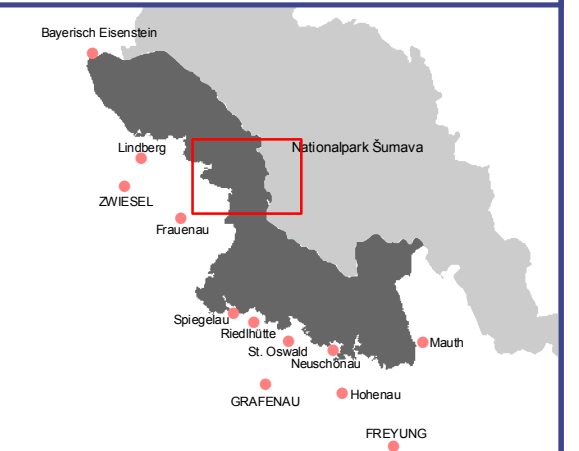 Bayerisch Eisenstein
Lindberg
Nationalpark Šumava
ZWIESEL
Frauenau
Spiegelau
Riedlhütte
St. Oswald
Mauth
Neuschönau
GRAFENAU
Hohenau
FREYUNG